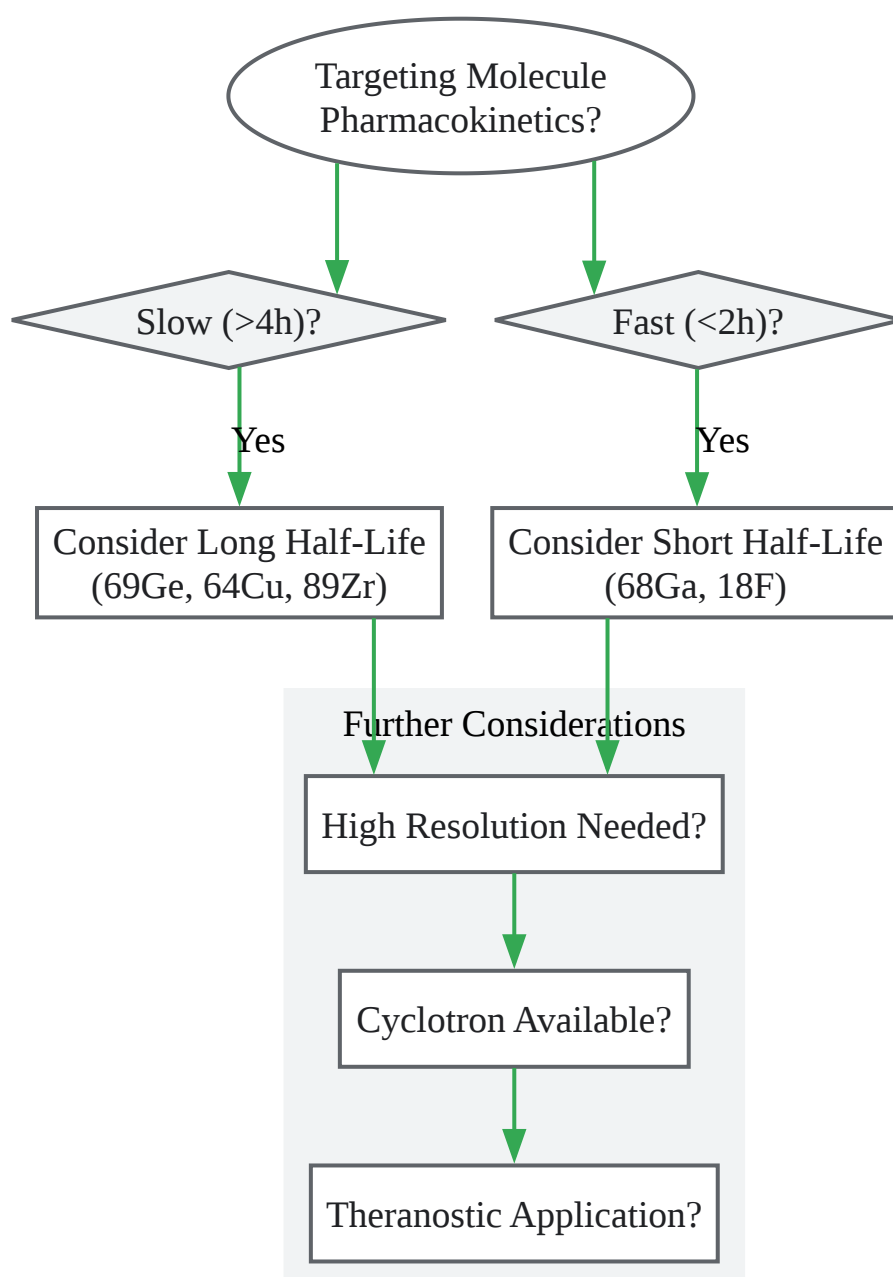 Targeting Molecule
Pharmacokinetics?
Slow (>4h)?
Fast (<2h)?
Yes
Yes
Consider Long Half-Life
(69Ge, 64Cu, 89Zr)
Consider Short Half-Life
(68Ga, 18F)
Further Considerations
High Resolution Needed?
Cyclotron Available?
Theranostic Application?